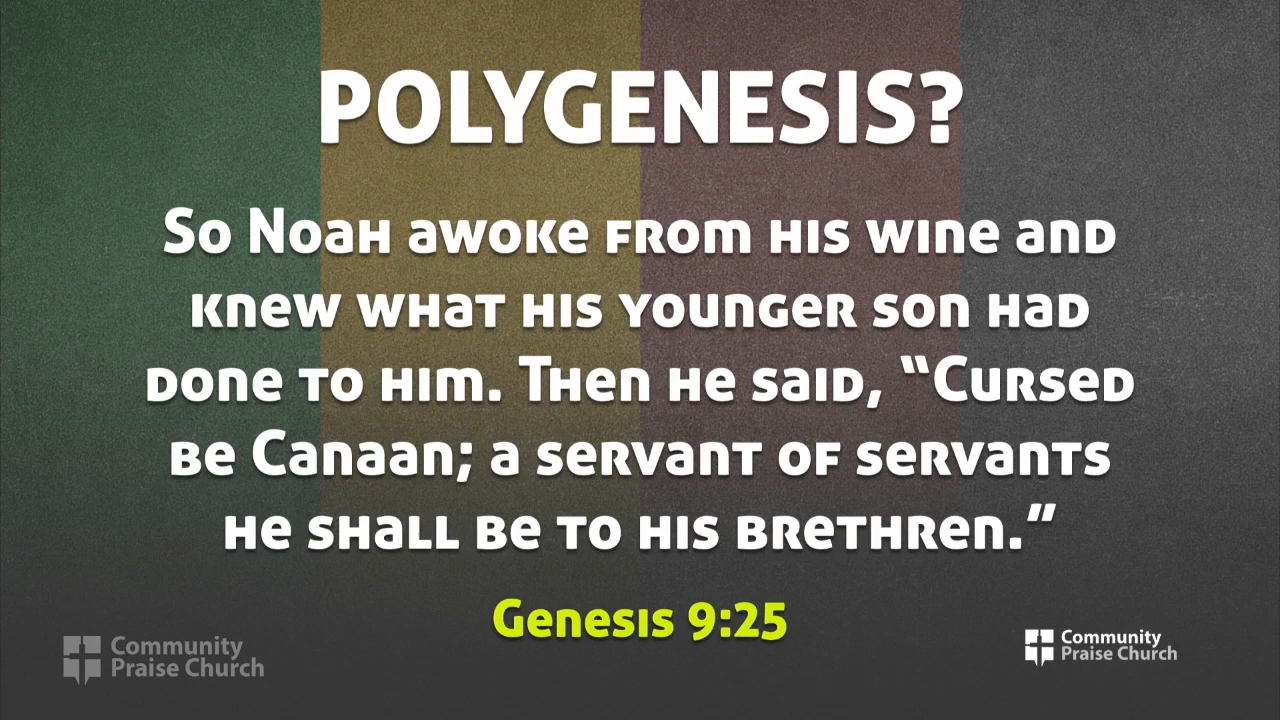 POLYGENESIS?
So Noah awoke from his wine and
knew what his younger son had
done to him. Then he said, “Cursed
be Canaan; a servant of servants
he shall be to his brethren.”
Genesis 9:25
Community
Praise Church
Community
Praise Church